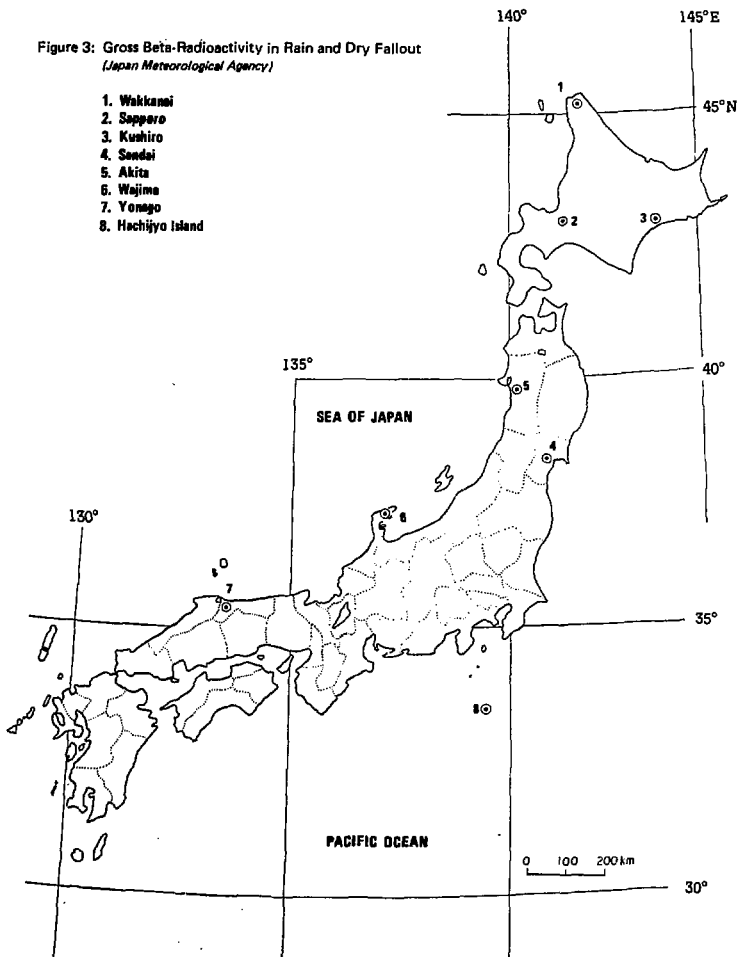 Figure 3: Gross Beta-Radioactivity in Rain and Dry Fallout
(Japan Meteorological Agency)
1. Wakkanai
2. Sapporo
3. Kushiro
4. Sendai
5. Akita
6. Wajima
7. Yonago
8. Hachijyo Island
140°
145°E
1
45°N
2
3
135°
40°
5
SEA OF JAPAN
4
130°
6
7
35°
8
PACIFIC OCEAN
0 100 200 km
30°